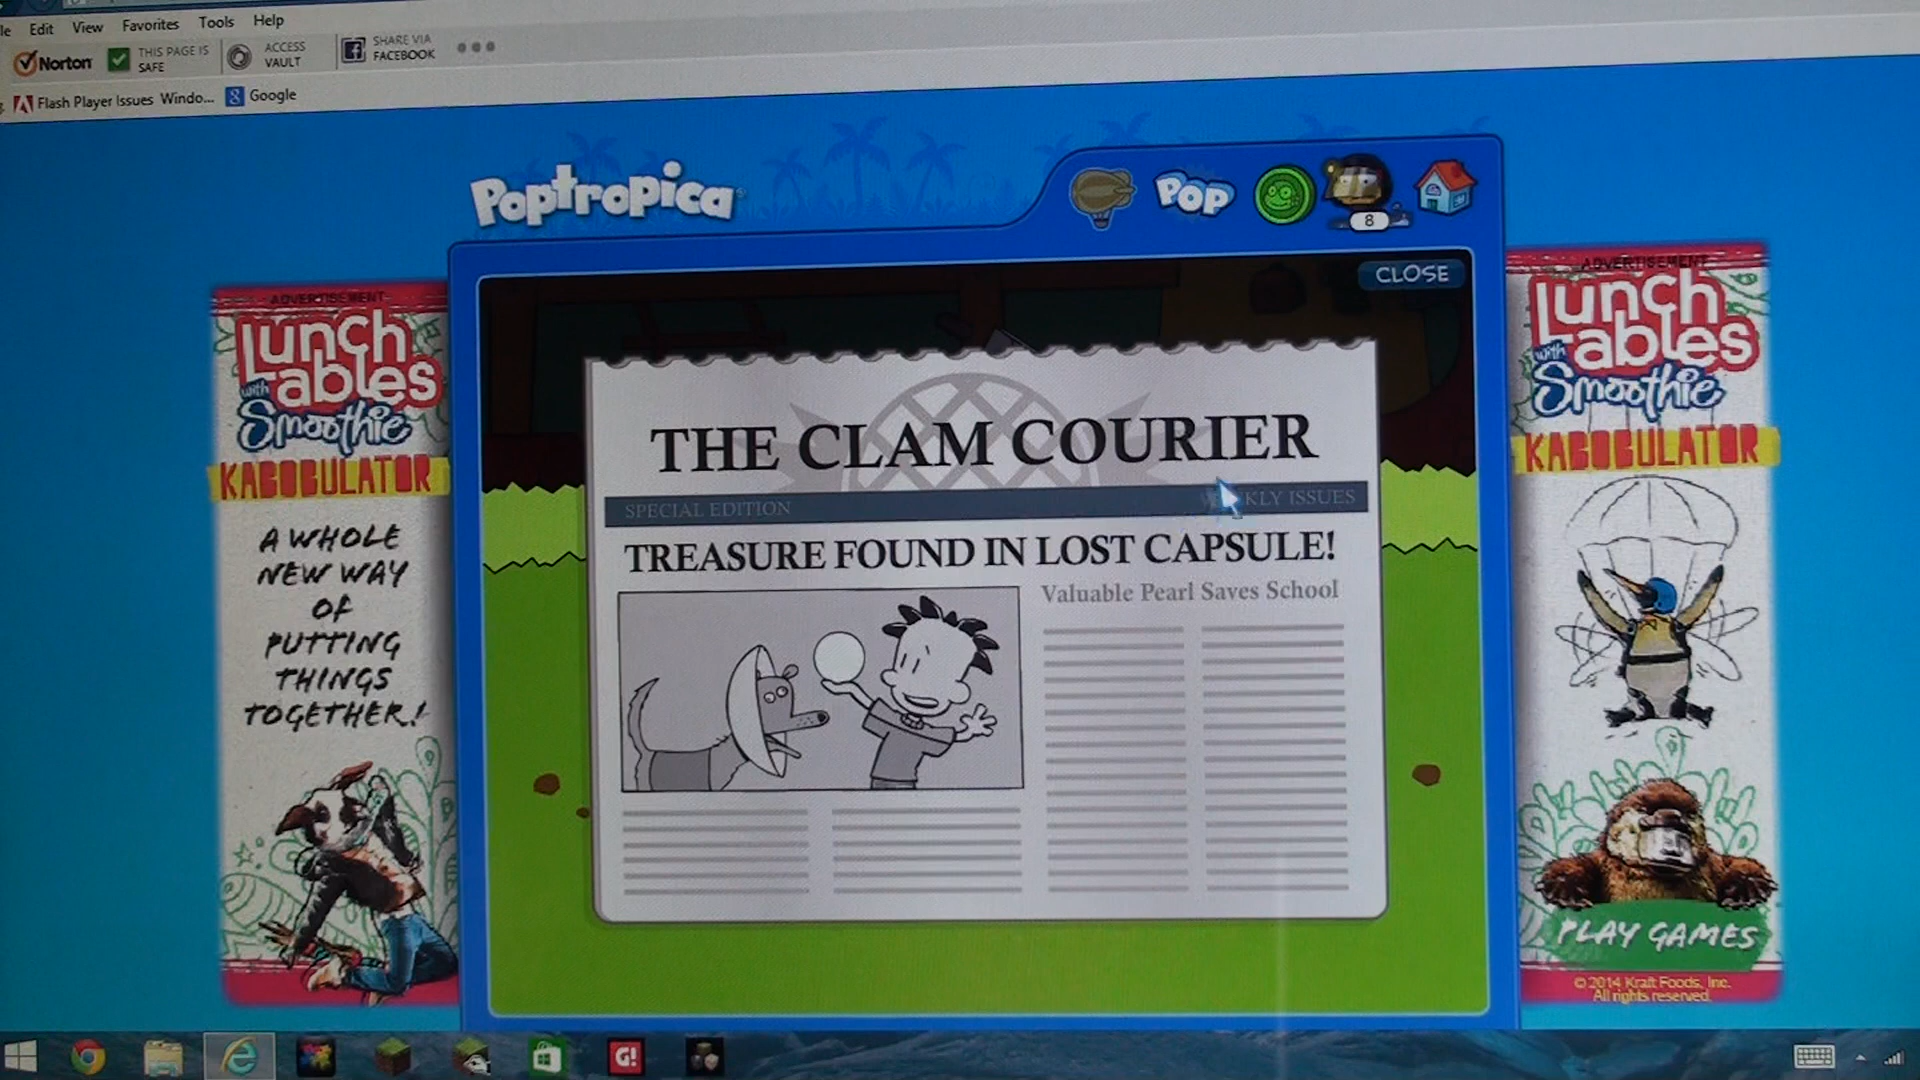 Edit View Favorites Tools Help
Norton THIS PAGE IS SAFE ACCESS VAULT SHARE VIA FACEBOOK
Flash Player Issues Windo... Google
Poptropica
POP
8
CLOSE
ADVERTISEMENT
Lunchables
with
Smoothie
KABOBULATOR
A WHOLE
NEW WAY
OF
PUTTING
THINGS
TOGETHER!
THE CLAM COURIER
SPECIAL EDITION
ISSUES
TREASURE FOUND IN LOST CAPSULE!
Valuable Pearl Saves School
ADVERTISEMENT
Lunchables
with
Smoothie
KABOBULATOR
PLAY GAMES
© 2014 Kraft Foods, Inc.
All rights reserved.
G!